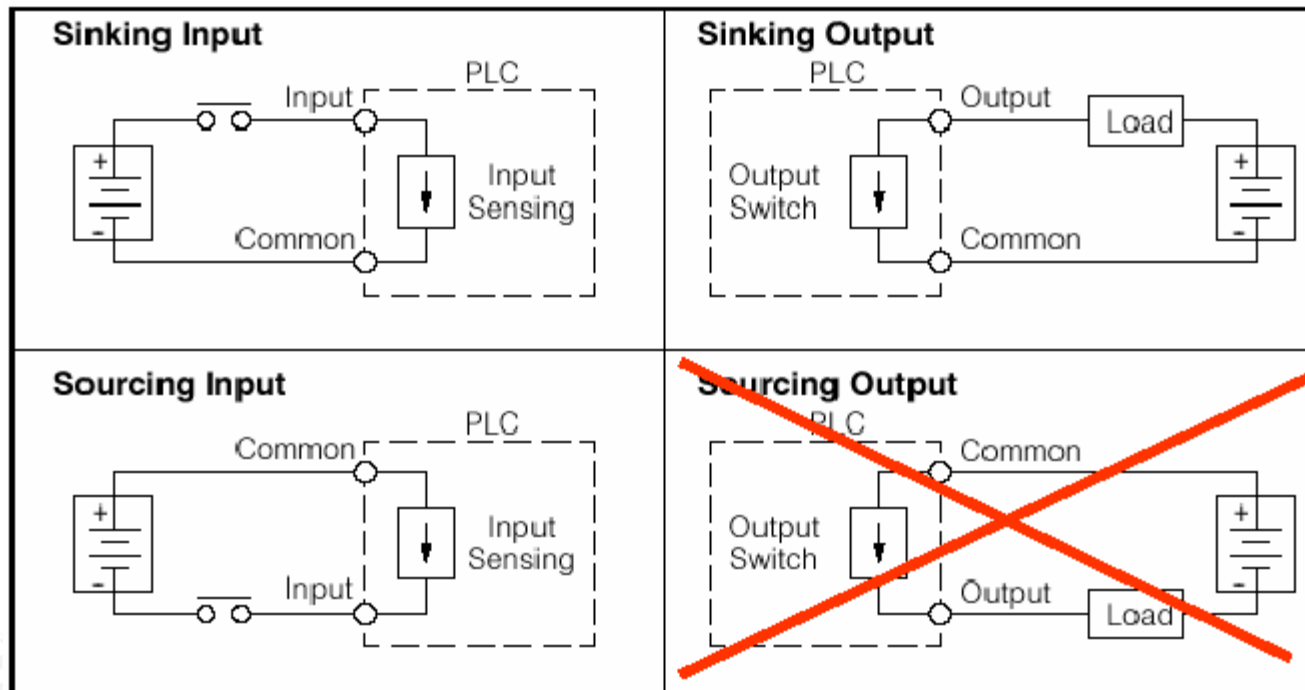 Sinking Input
PLC
Input
+
Input
Sensing
-
Common
Sinking Output
PLC
Output
Load
+
Output
Switch
-
Common
Sourcing Input
PLC
Common
+
Input
Sensing
-
Input
Sourcing Output
PLC
Common
+
Output
Switch
-
Output
Load